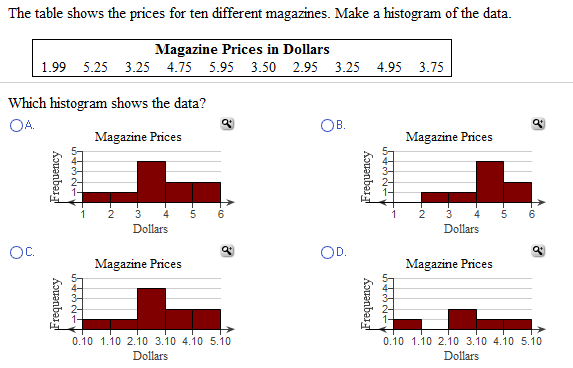 The table shows the prices for ten different magazines. Make a histogram of the data.
Magazine Prices in Dollars
1.99 5.25 3.25 4.75 5.95 3.50 2.95 3.25 4.95 3.75
Which histogram shows the data?
A.
Magazine Prices
Frequency
5
4
3
2
1
1 2 3 4 5 6
Dollars
B.
Magazine Prices
Frequency
5
4
3
2
1
1 2 3 4 5 6
Dollars
C.
Magazine Prices
Frequency
5
4
3
2
1
0.10 1.10 2.10 3.10 4.10 5.10
Dollars
D.
Magazine Prices
Frequency
5
4
3
2
1
0.10 1.10 2.10 3.10 4.10 5.10
Dollars